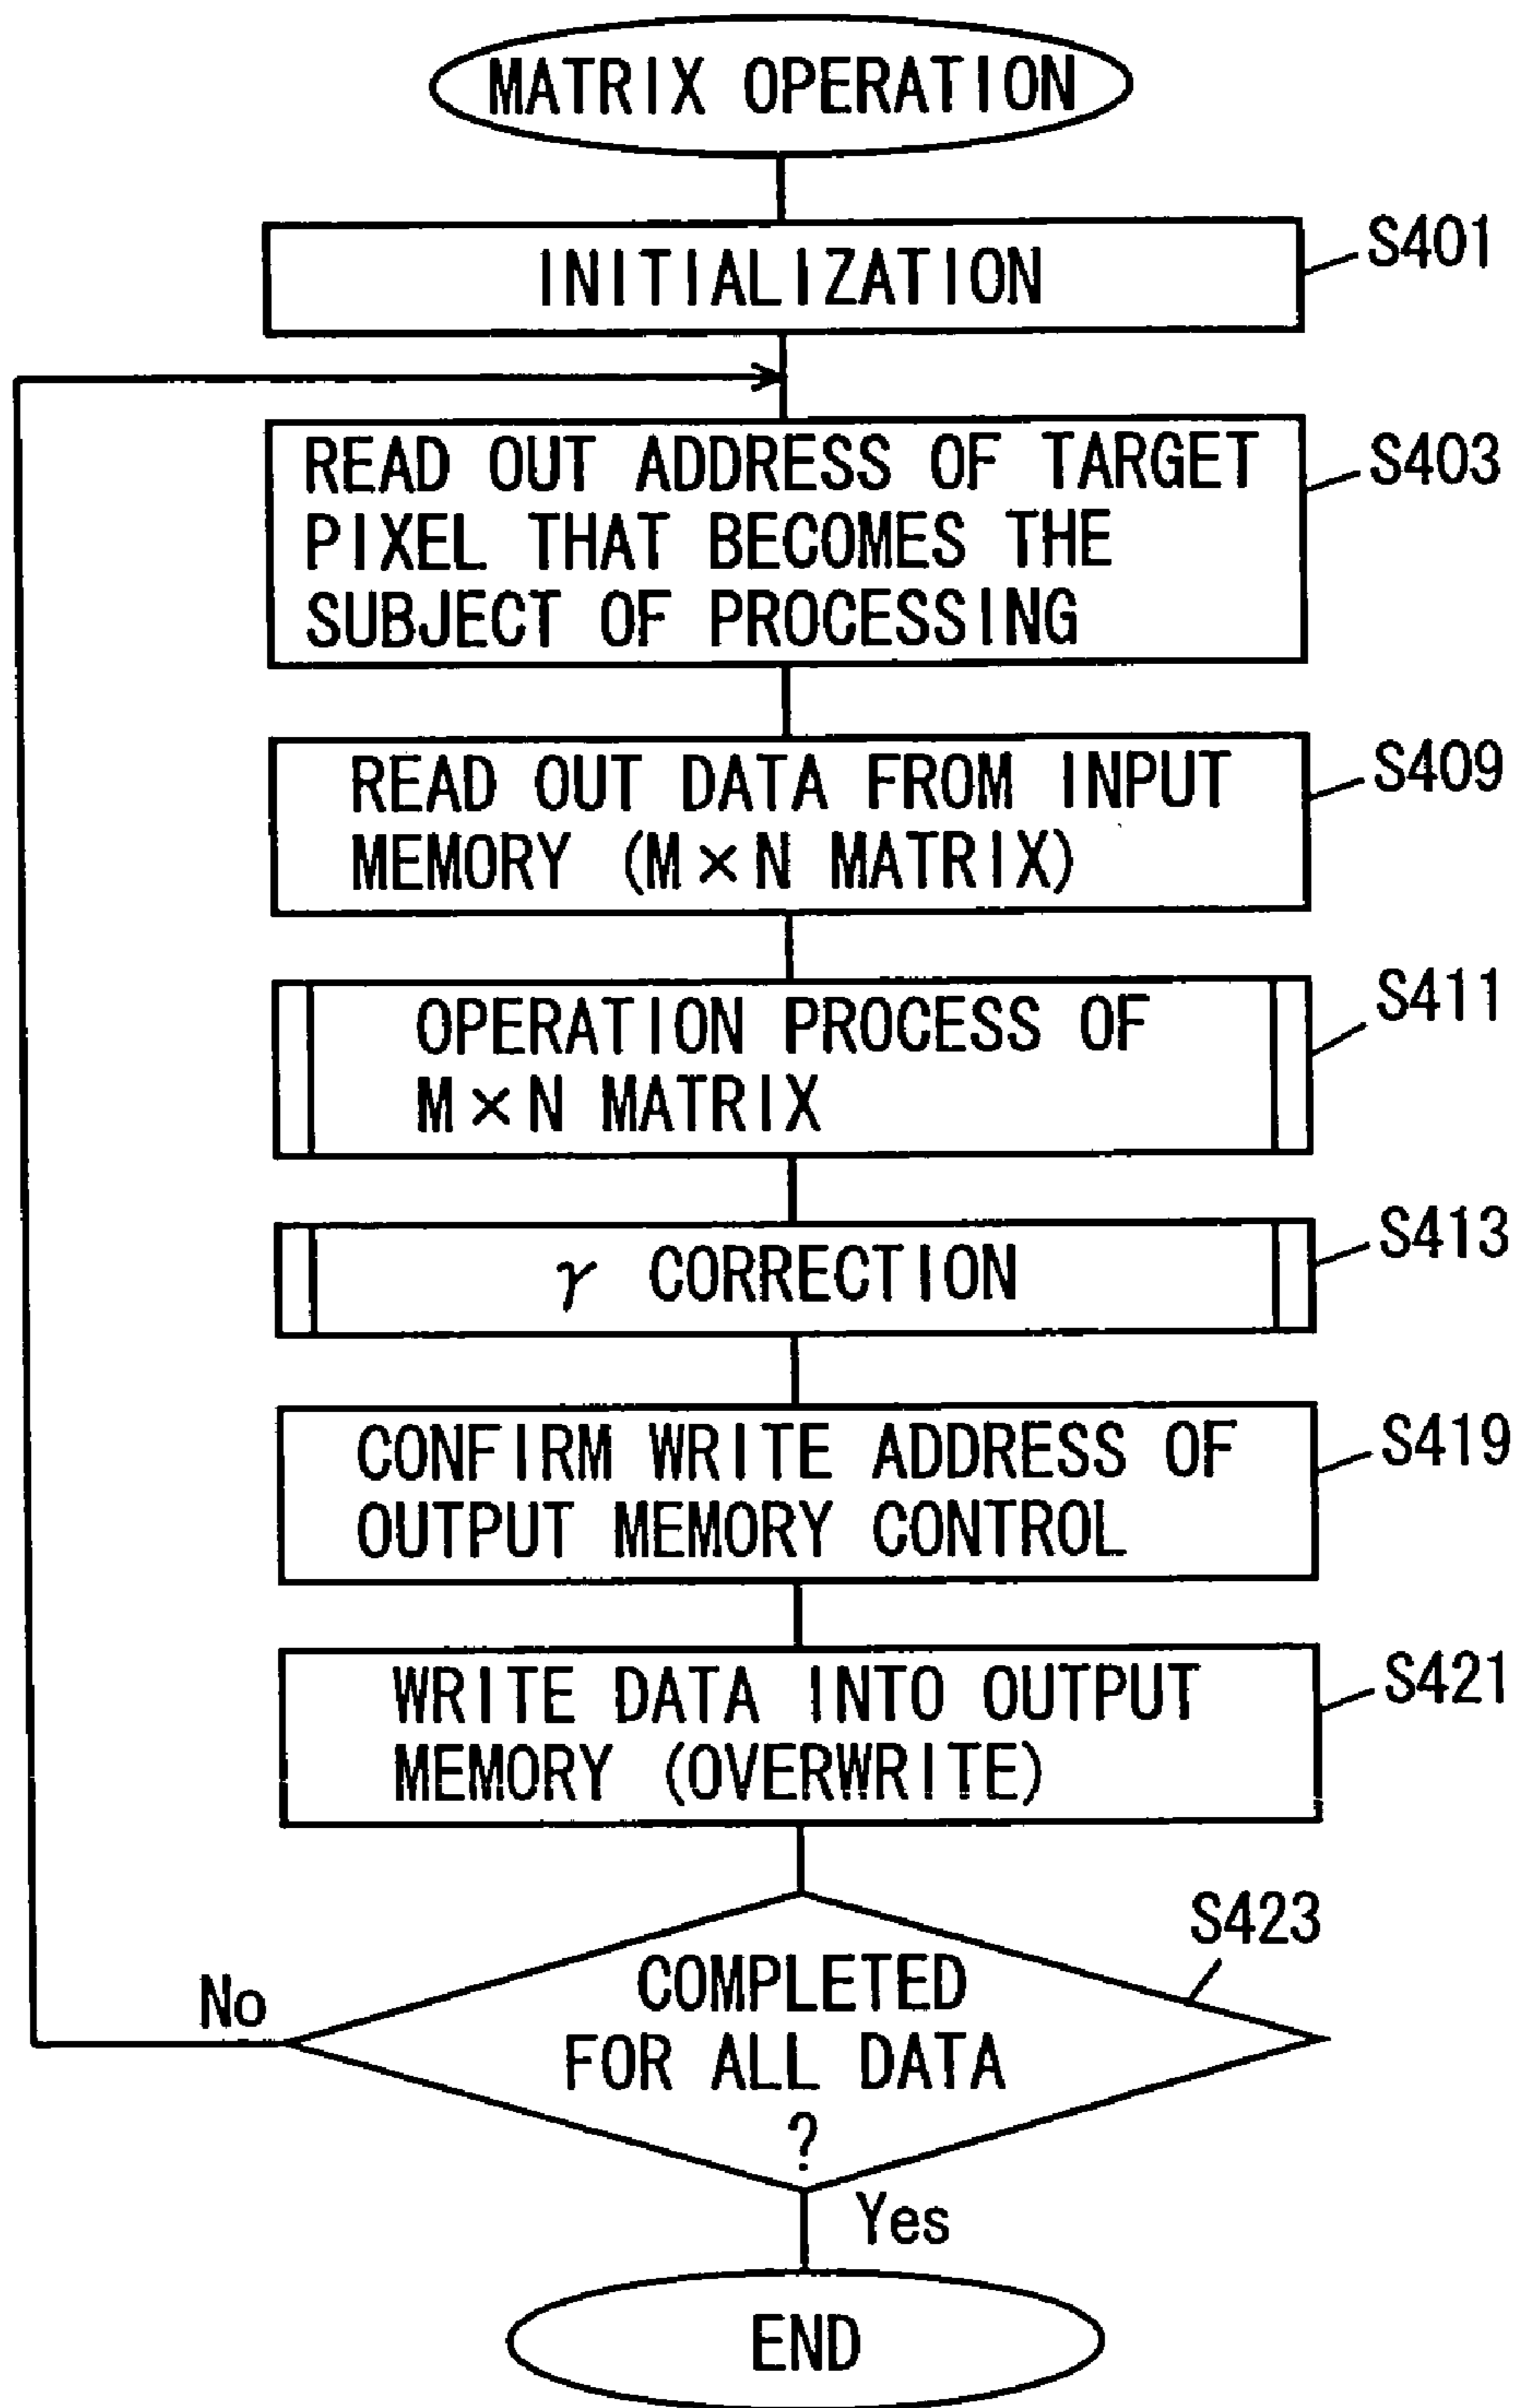 MATRIX OPERATION
INITIALIZATION
S401
READ OUT ADDRESS OF TARGET
PIXEL THAT BECOMES THE
SUBJECT OF PROCESSING
S403
READ OUT DATA FROM INPUT
MEMORY (M×N MATRIX)
S409
OPERATION PROCESS OF
M×N MATRIX
S411
γ CORRECTION
S413
CONFIRM WRITE ADDRESS OF
OUTPUT MEMORY CONTROL
S419
WRITE DATA INTO OUTPUT
MEMORY (OVERWRITE)
S421
COMPLETED
FOR ALL DATA
?
S423
No
Yes
END